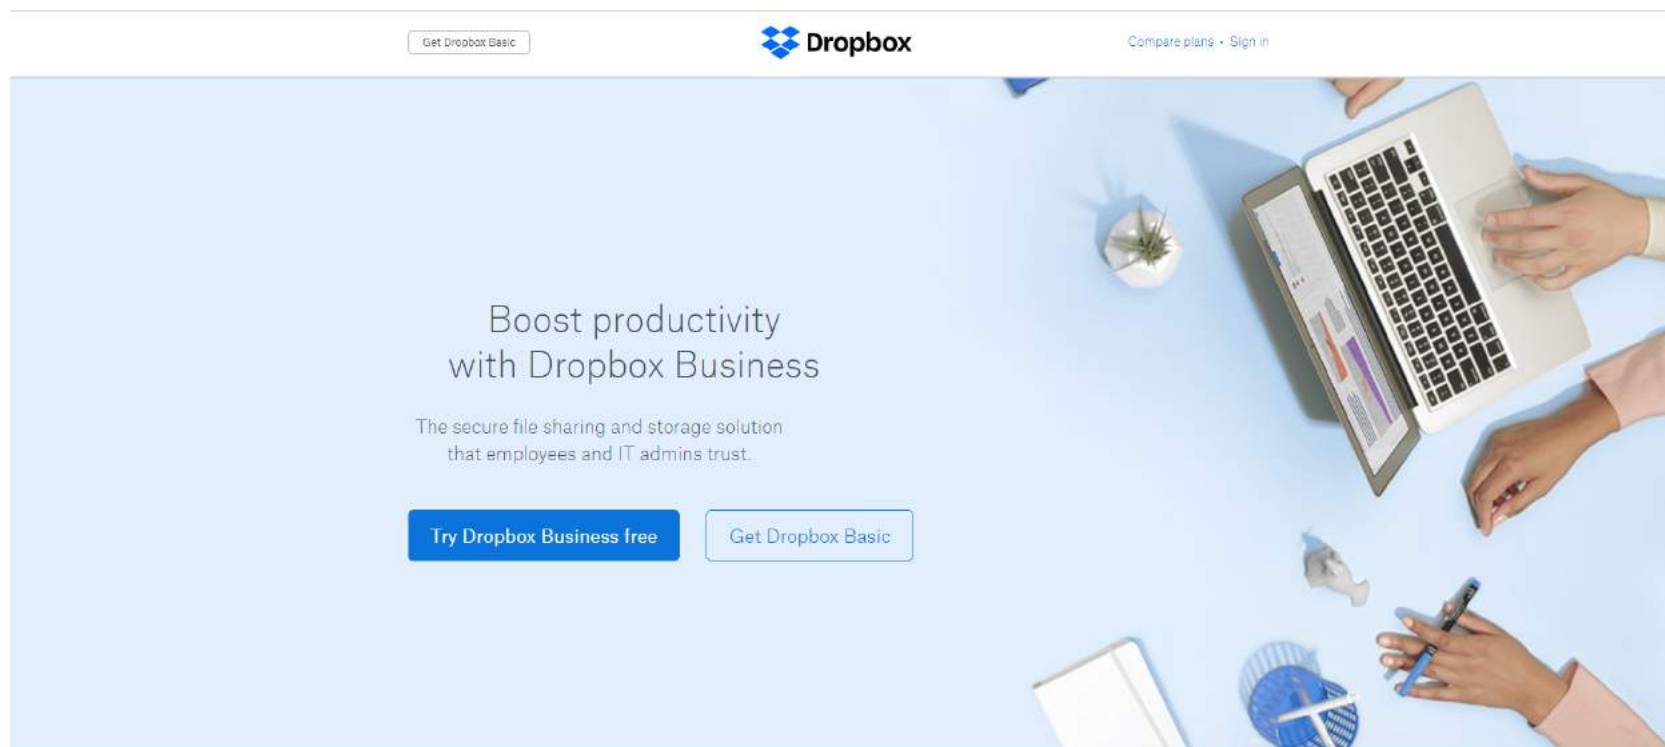 Get Dropbox Basic
Dropbox
Compare plans • Sign in
Boost productivity
with Dropbox Business
The secure file sharing and storage solution
that employees and IT admins trust.
Try Dropbox Business free
Get Dropbox Basic